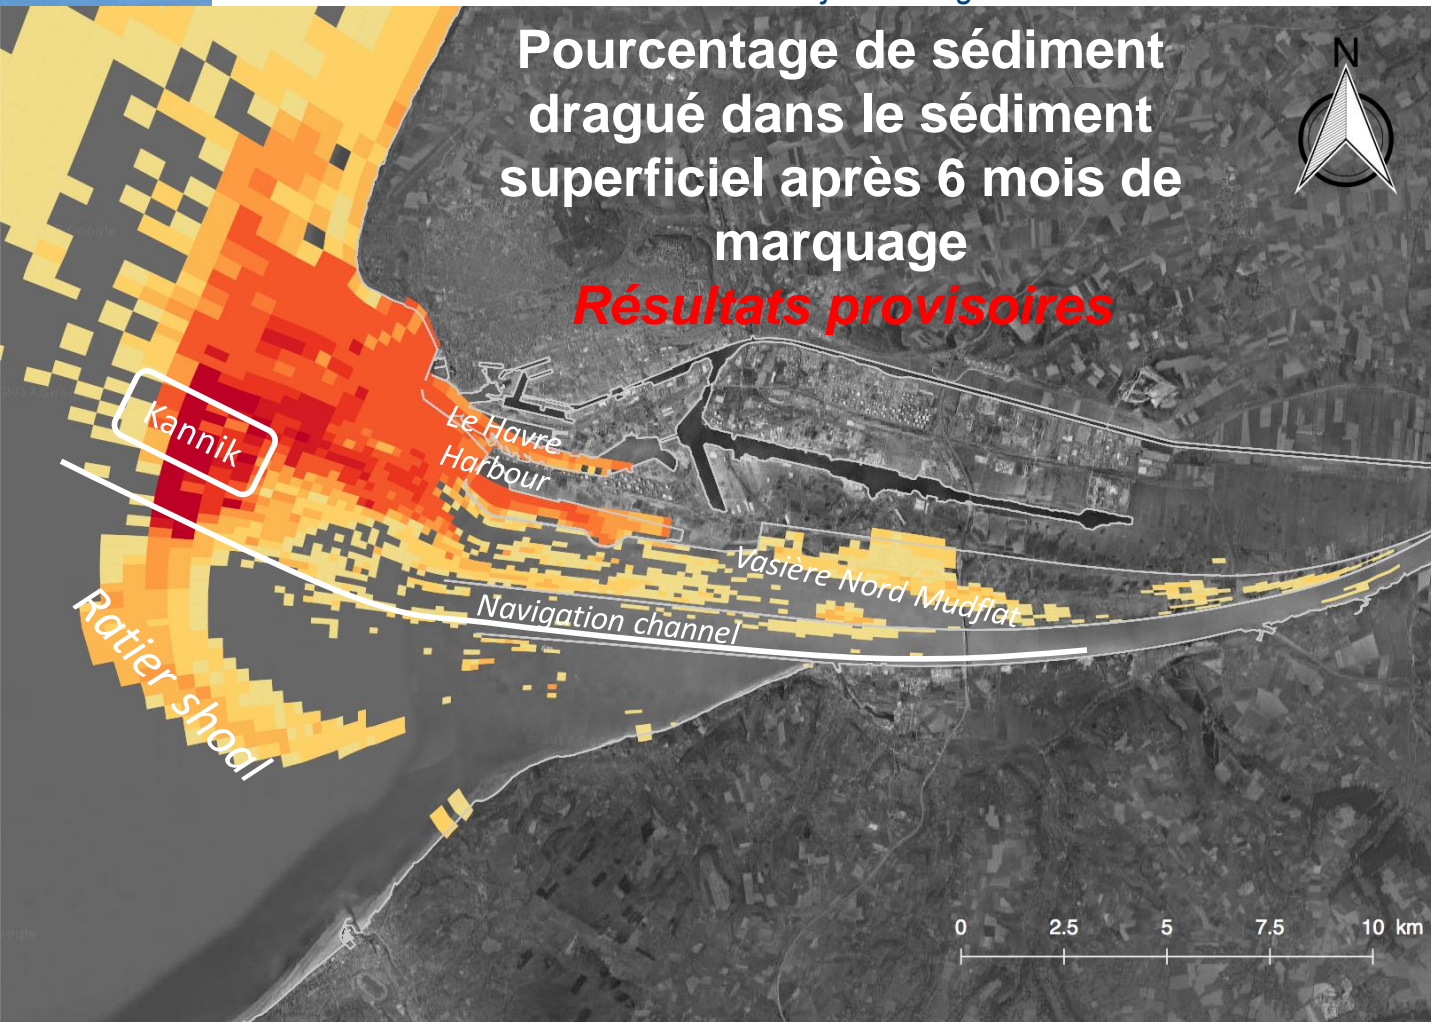 Pourcentage de sédiment
dragué dans le sédiment
superficiel après 6 mois de
marquage
Résultats provisoires
N
Kannik
Le Havre
Harbour
Vasière Nord Mudflat
Navigation channel
Ratier shoal
0 2.5 5 7.5 10 km